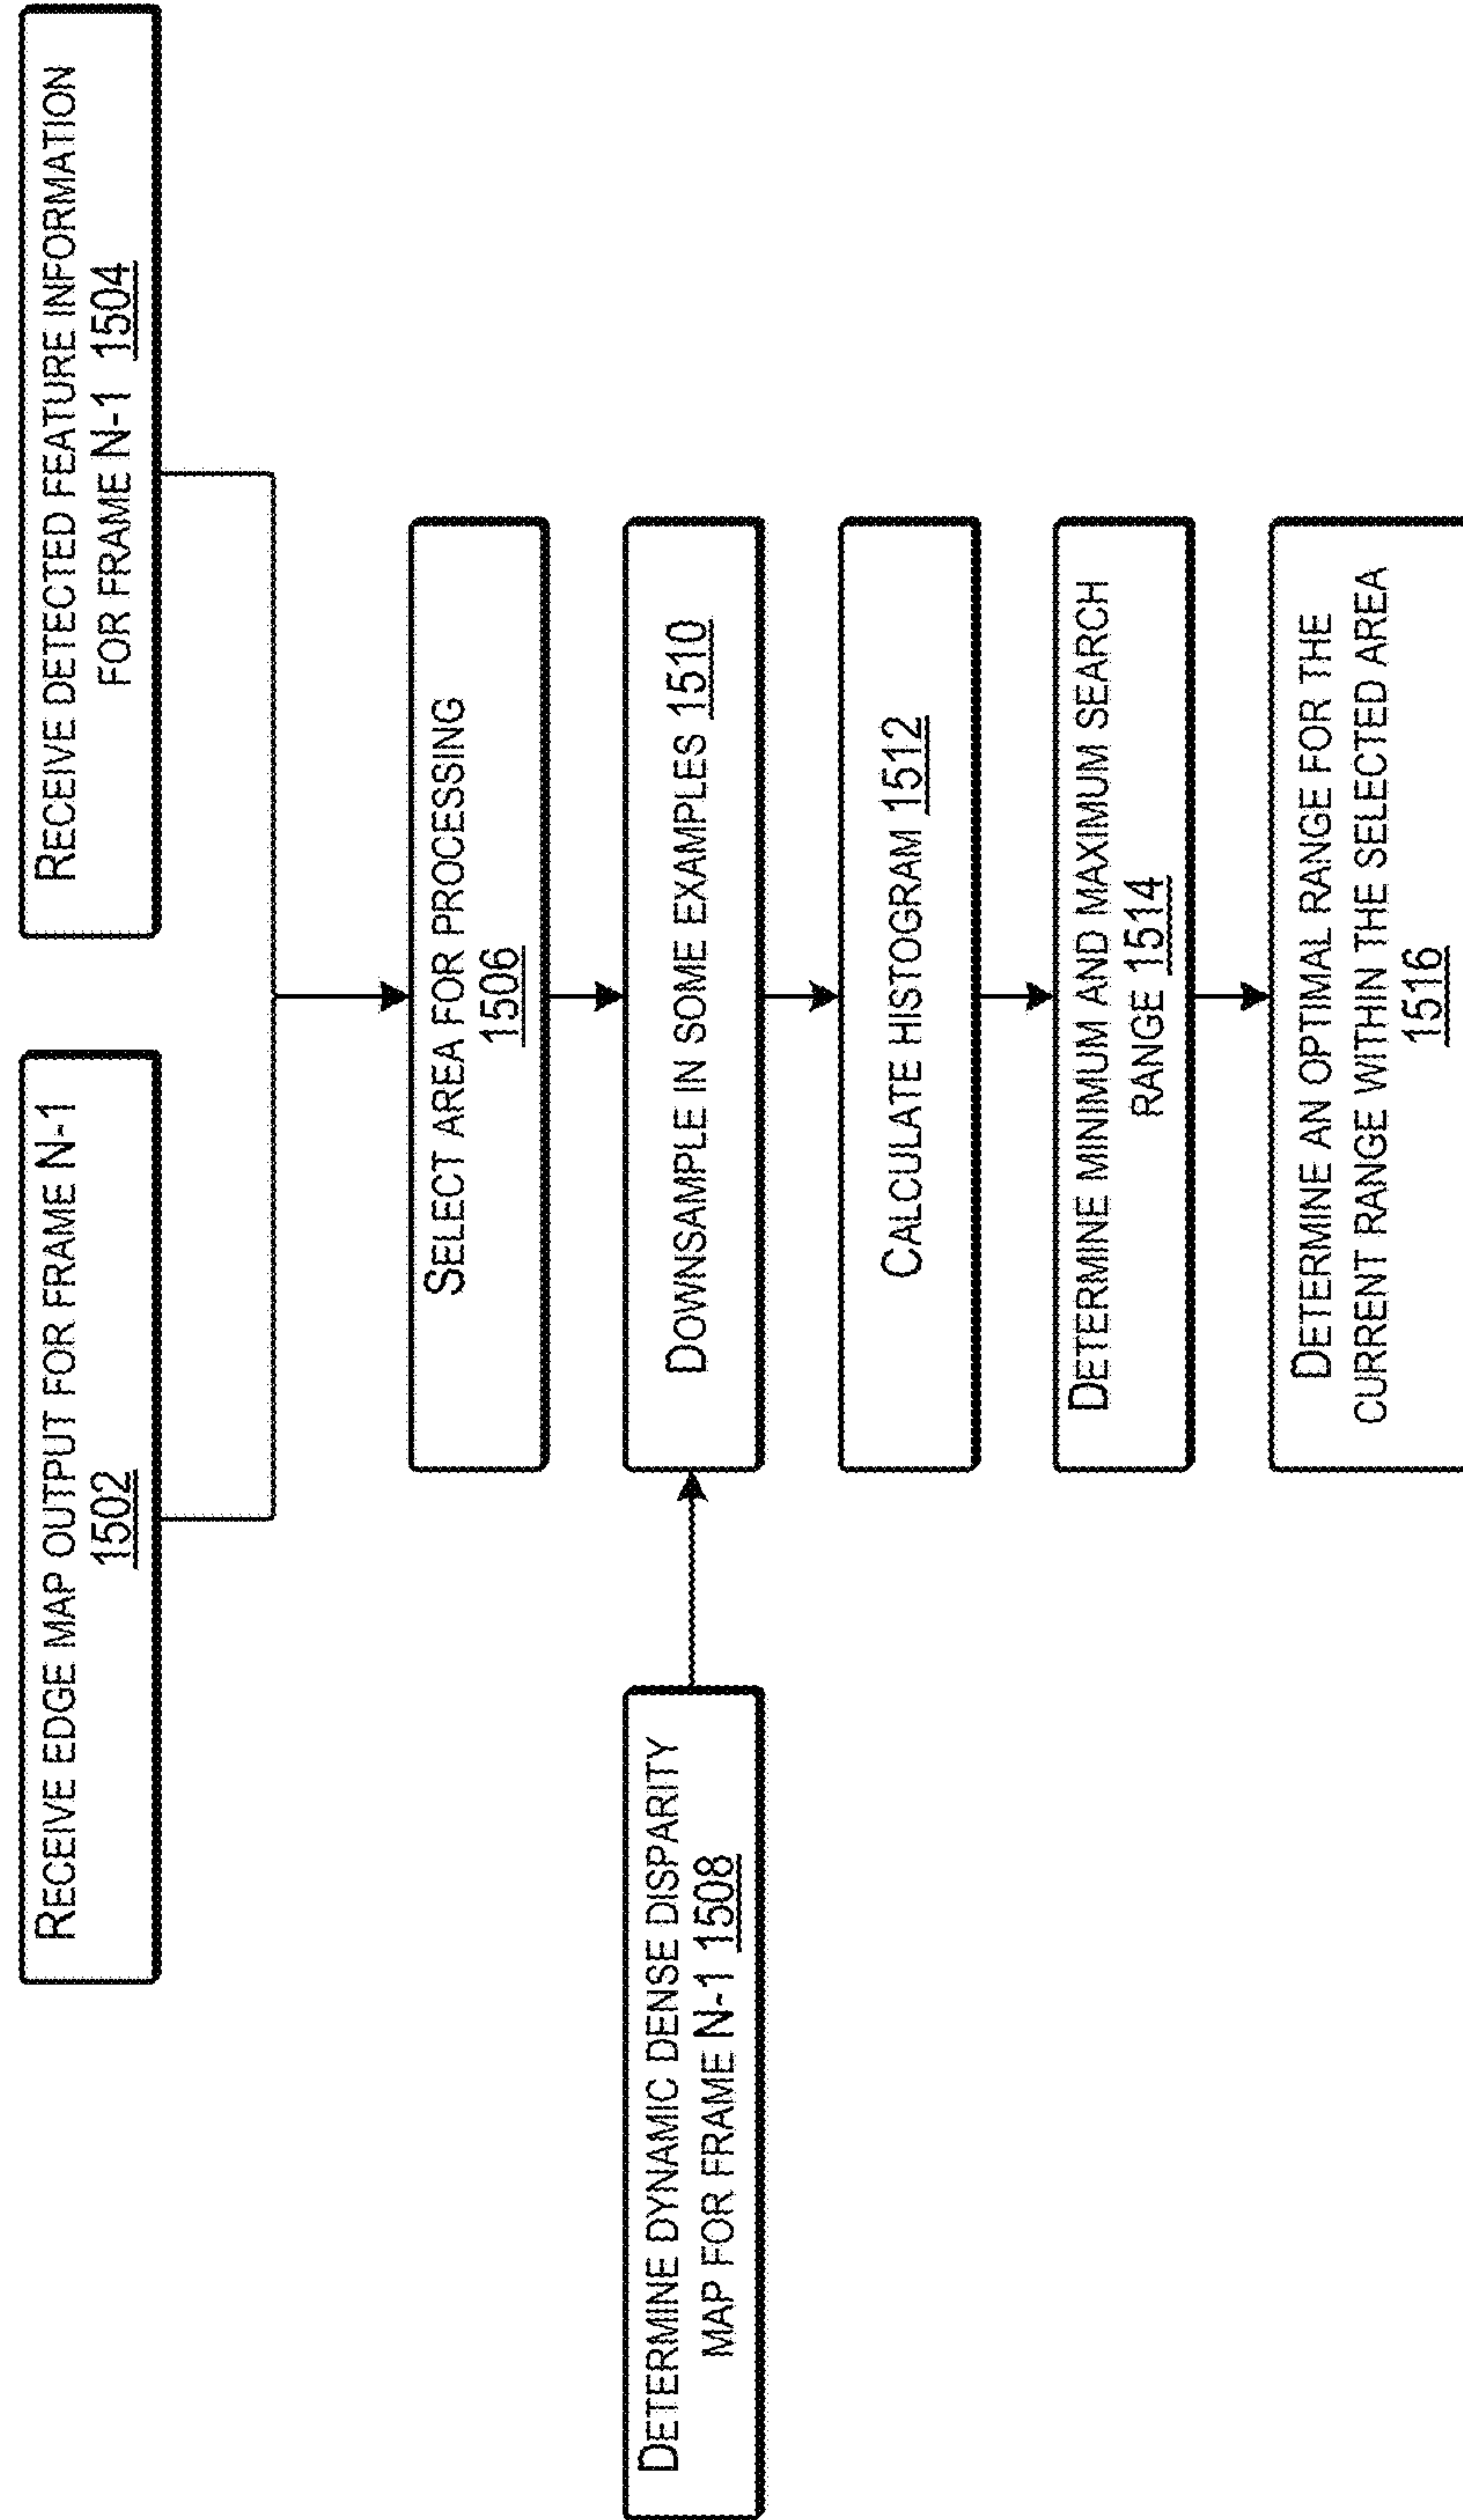 RECEIVE EDGE MAP OUTPUT FOR FRAME N-1
1502
RECEIVE DETECTED FEATURE INFORMATION
FOR FRAME N-1 1504
SELECT AREA FOR PROCESSING
1506
DETERMINE DYNAMIC DENSE DISPARITY
MAP FOR FRAME N-1 1508
DOWNSAMPLE IN SOME EXAMPLES 1510
CALCULATE HISTOGRAM 1512
DETERMINE MINIMUM AND MAXIMUM SEARCH
RANGE 1514
DETERMINE AN OPTIMAL RANGE FOR THE
CURRENT RANGE WITHIN THE SELECTED AREA
1516